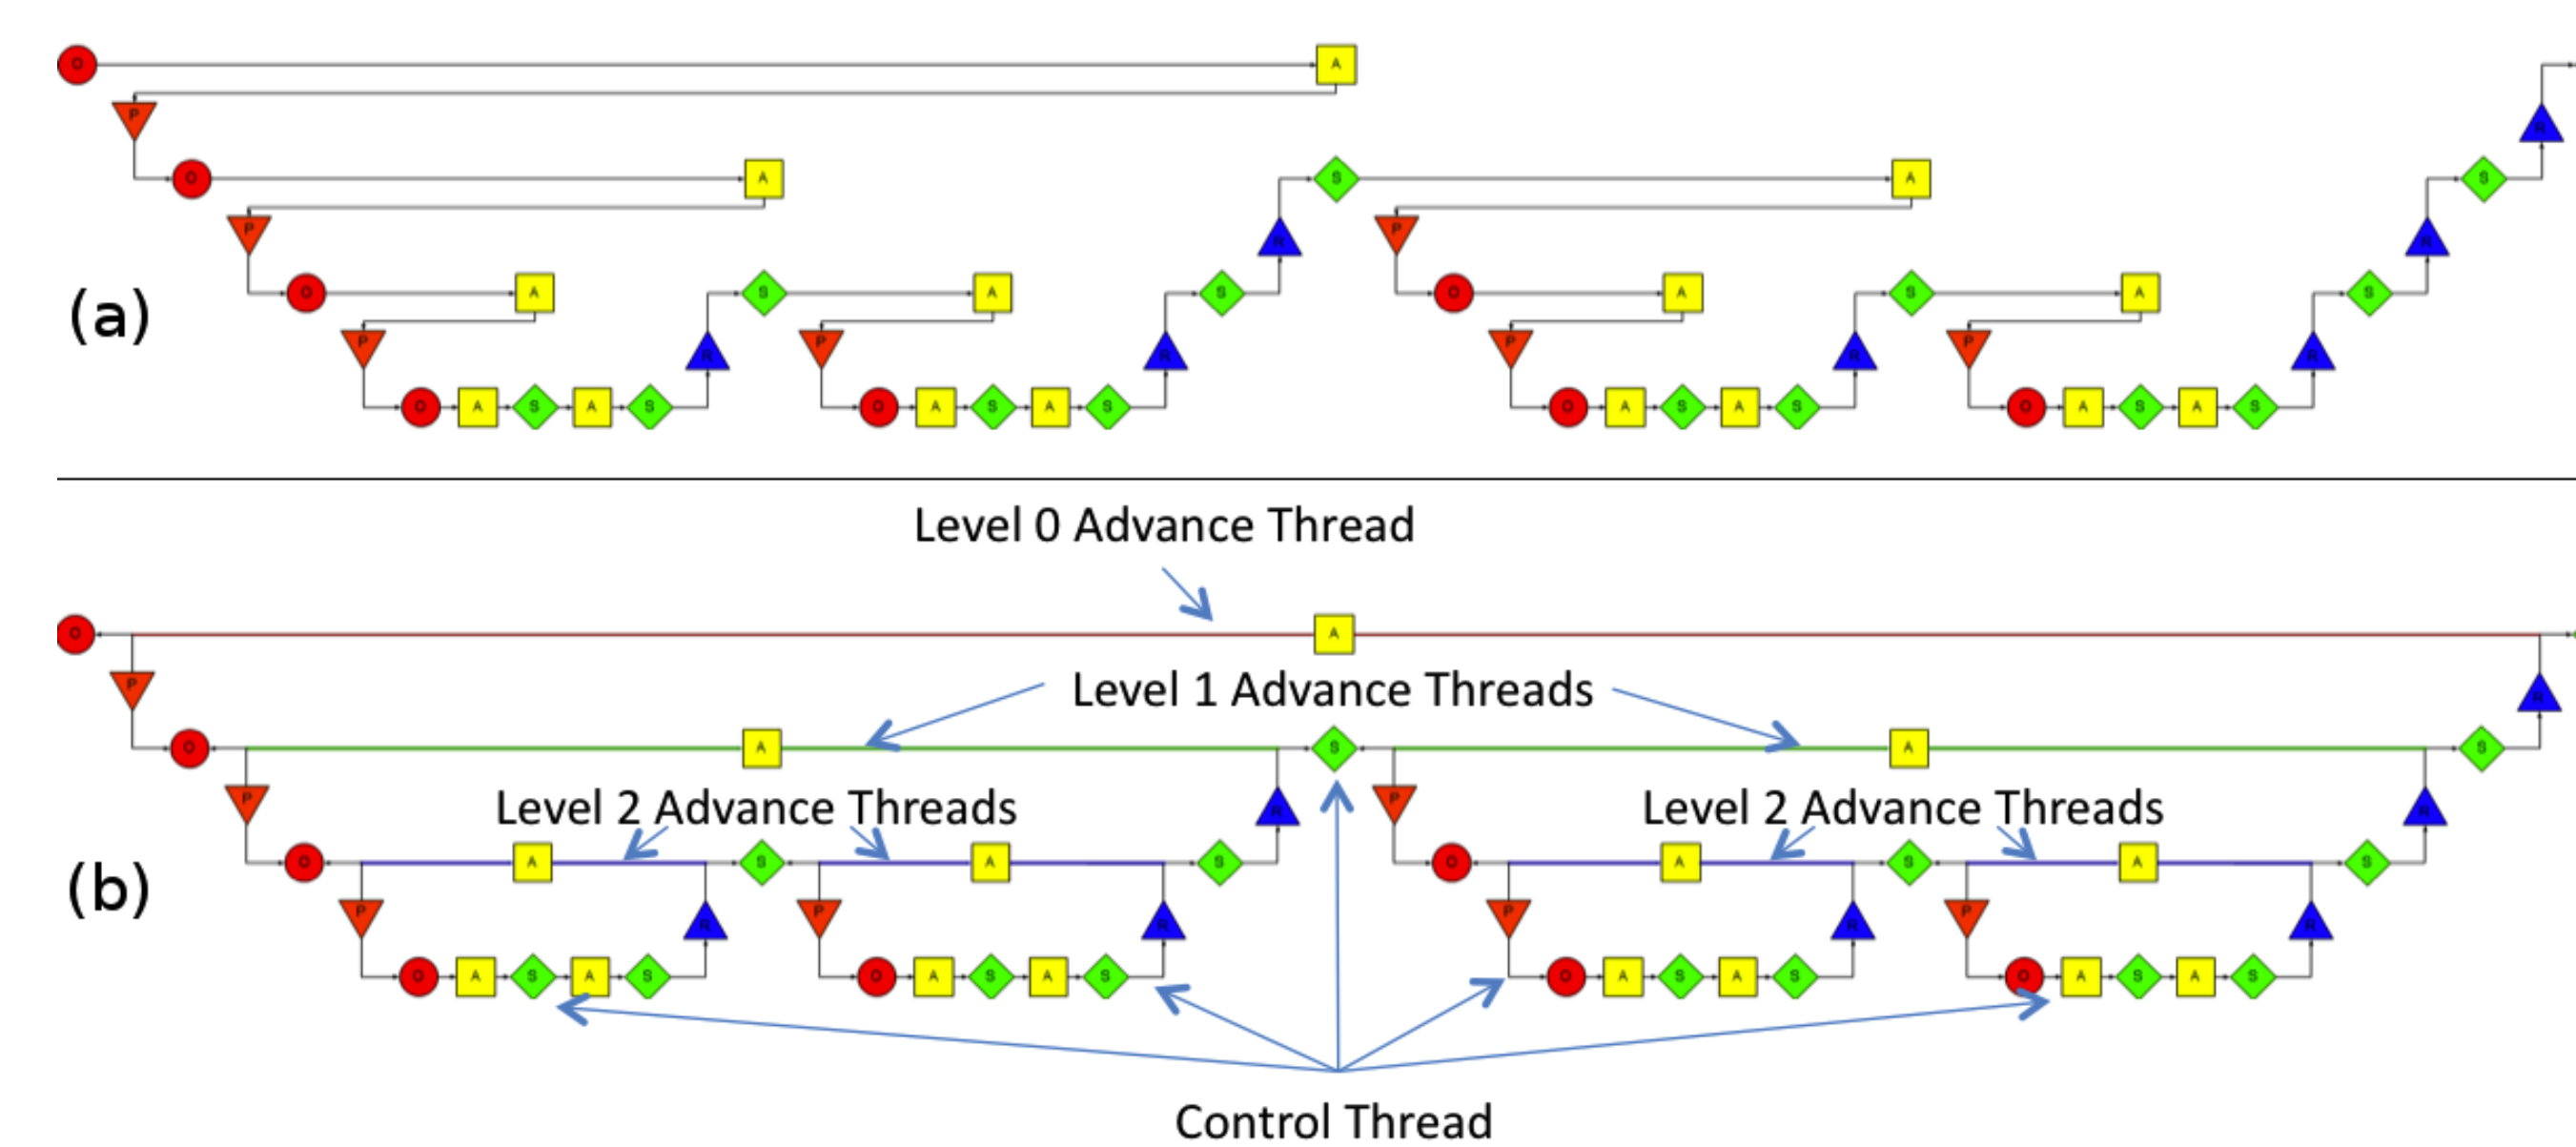 O A
P R
O A S A S
P P R
O A S A S O A S A S
P R P R P R P R
(a)
O A S A S O A S A S O A S A S O A S A S
Level 0 Advance Thread
O A
P Level 1 Advance Threads R
O A S A S
P Level 2 Advance Threads R P Level 2 Advance Threads R
O A S A S O A S A S
(b)
P R P R P R P R
O A S A S O A S A S O A S A S O A S A S
Control Thread